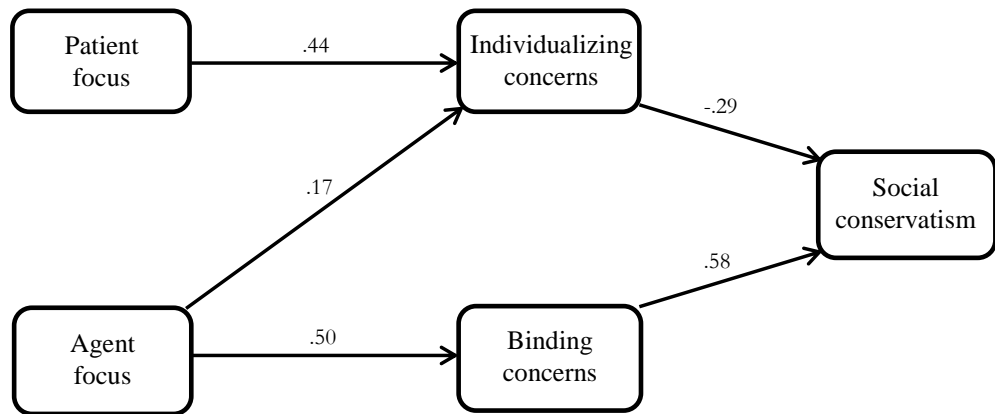 Patient
focus
.44
Individualizing
concerns
-.29
.17
Social
conservatism
.58
Agent
focus
.50
Binding
concerns